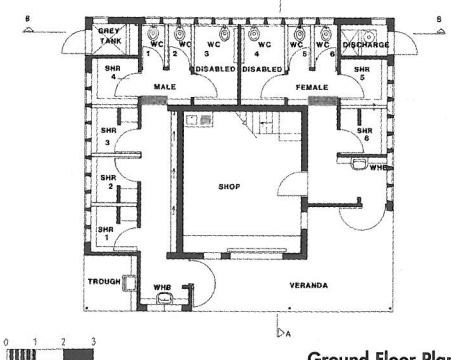 B B
GREY
TANK
WC
1
WC
2
WC
3
WC
4
WC
5
WC
6
DISCHARGE
DISABLED DISABLED
SHR
4
MALE FEMALE
SHR
5
SHR
3
SHR
6
SHR
2
SHOP
WHB
SHR
1
TROUGH
WHB
VERANDA
A
0 1 2 3
Ground Floor Plan